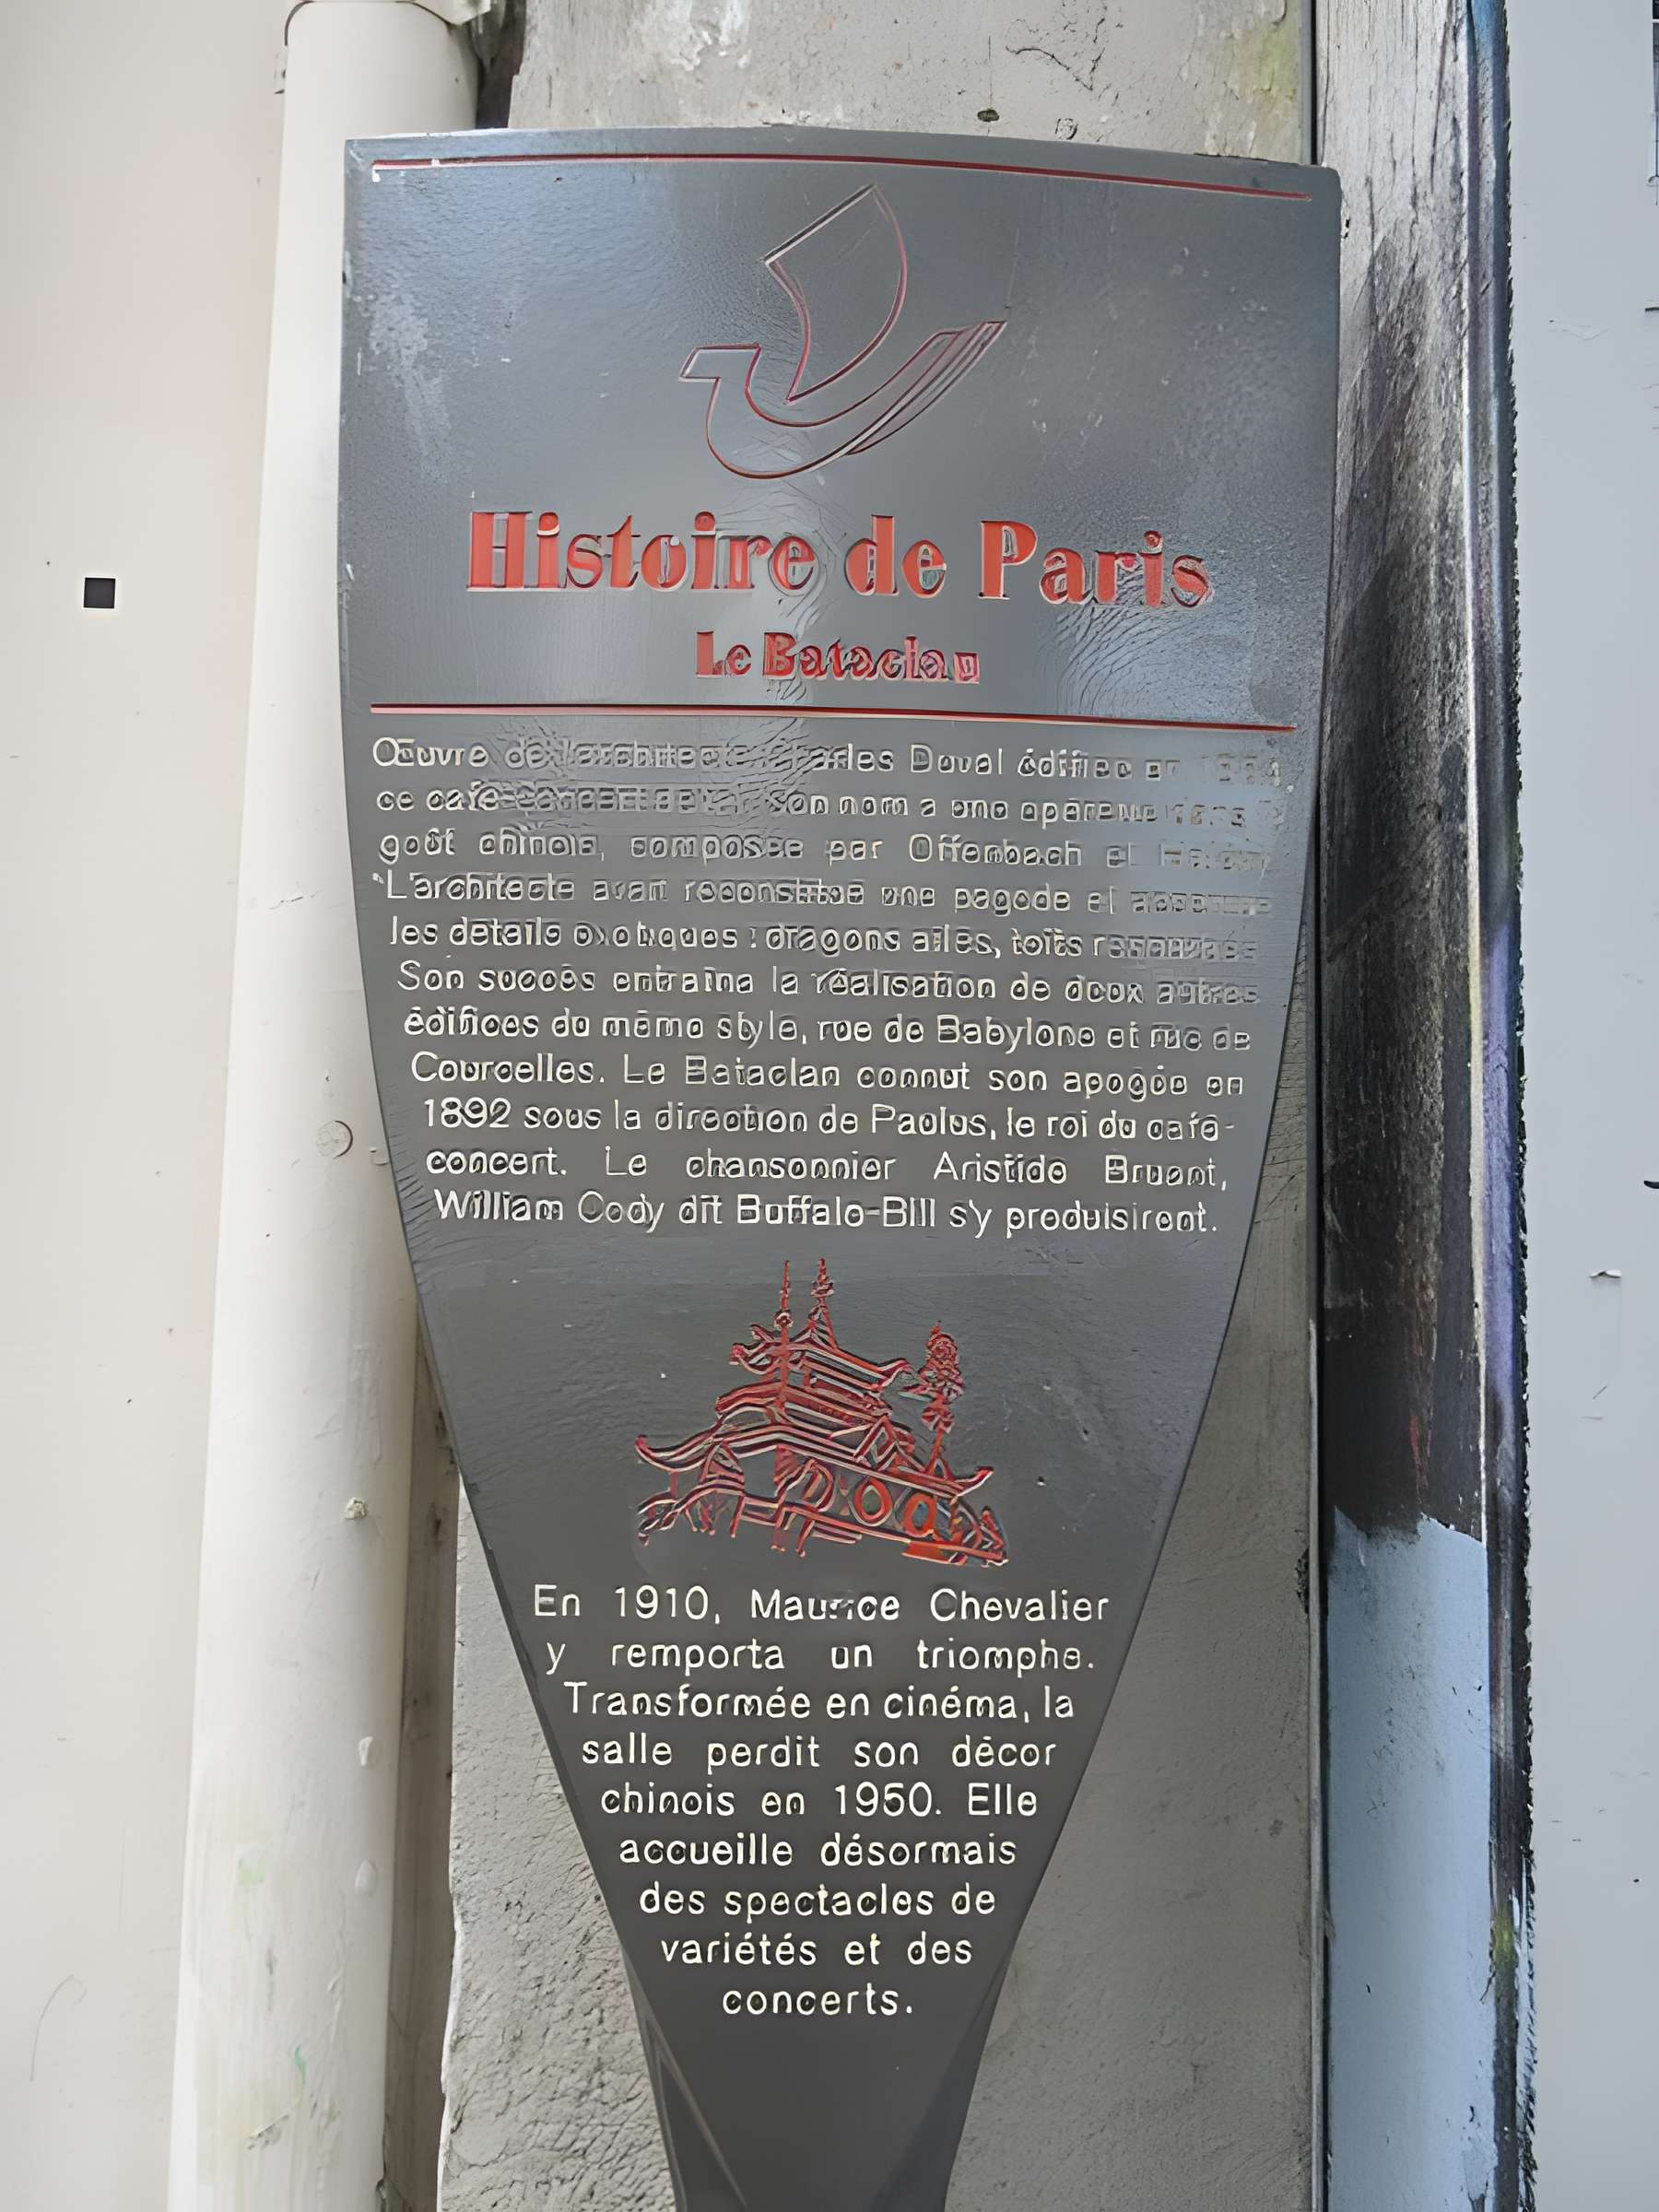 Histoire de Paris
Le Bataclan
Œuvre de l'architecte Charles Duval édifiée en
ce café-concert son nom a une opérette dans le
goût chinois, composée par Offenbach et Halévy
L'architecte avait reconstitué une pagode et
les détails exotiques : dragons ailés, toits
Son succès entraîna la réalisation de deux autres
édifices du même style, rue de Babylone et rue de
Courcelles. Le Bataclan connut son apogée en
1892 sous la direction de Paulus, le roi du café-
concert. Le chansonnier Aristide Bruant,
William Cody dit Buffalo-Bill s'y produisirent.
En 1910, Maurice Chevalier
y remporta un triomphe.
Transformée en cinéma, la
salle perdit son décor
chinois en 1950. Elle
accueille désormais
des spectacles de
variétés et des
concerts.